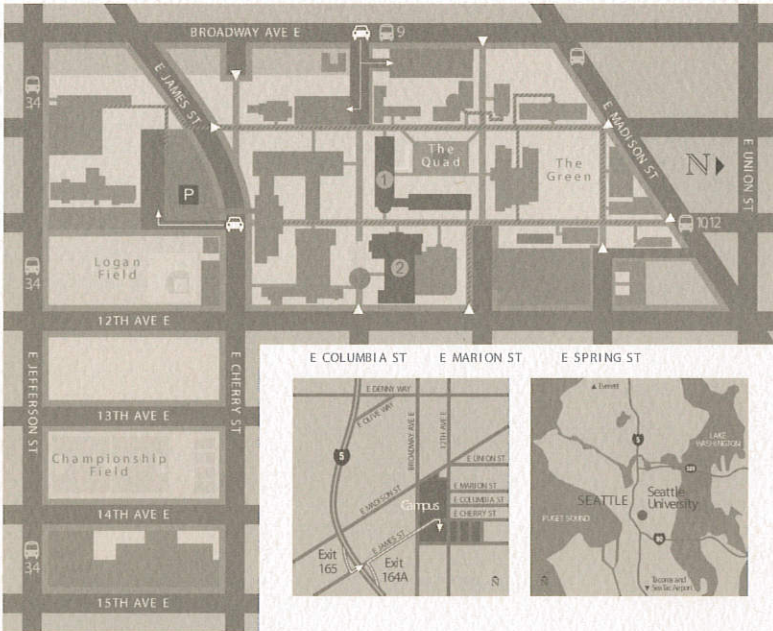 BROADWAY AVE E
9
34
E JAMES ST
E MADISON ST
E UNION ST
The
Quad
The
Green
N
1
P
1012
2
Logan
Field
34
12TH AVE E
E JEFFERSON ST
E CHERRY ST
E COLUMBIA ST
E MARION ST
E SPRING ST
13TH AVE E
Championship
Field
14TH AVE E
34
15TH AVE E
E DENNY WAY
E OLIVE WAY
BROADWAY AVE E
12TH AVE E
5
E UNION ST
E MADISON ST
E MARION ST
Campus
E COLUMBIA ST
E CHERRY ST
E JAMES ST
Exit
165
Exit
164A
N
Everett
5
LAKE
WASHINGTON
SEATTLE
Seattle
University
PUGET SOUND
90
Tacoma and
SeaTac Airport
N